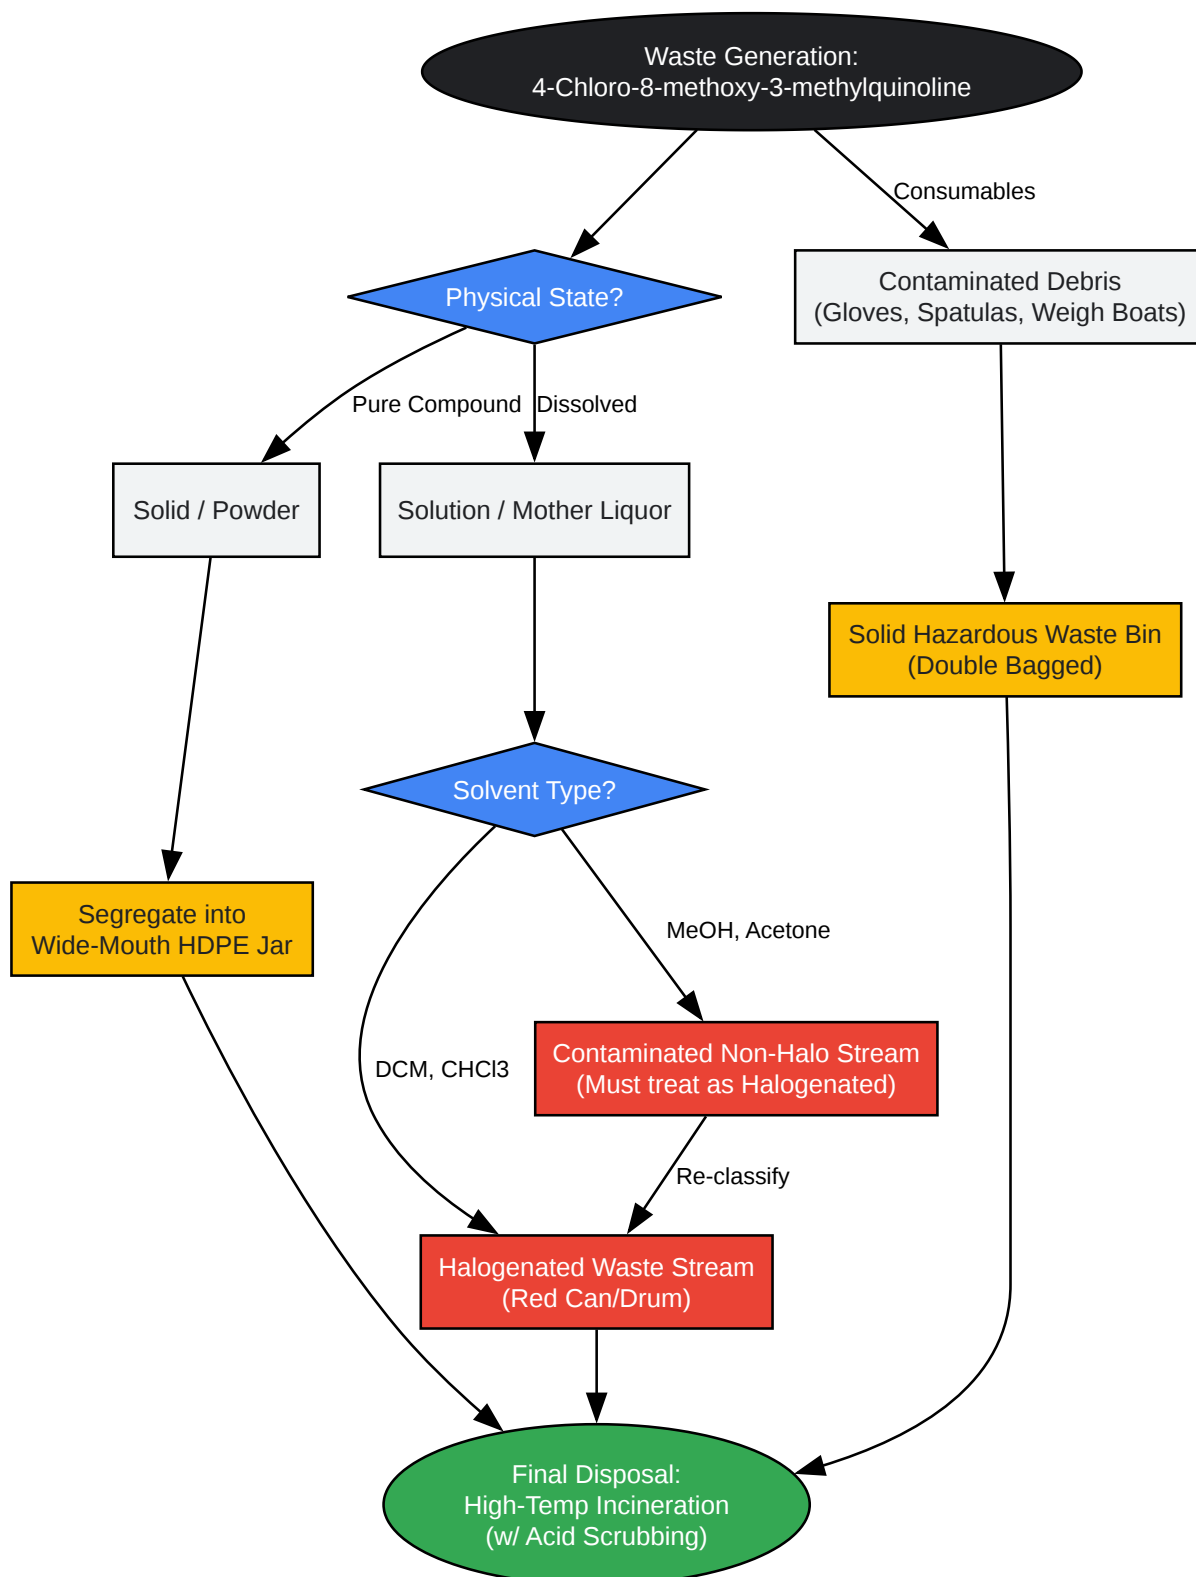 Waste Generation:
4-Chloro-8-methoxy-3-methylquinoline
Consumables
Physical State?
Contaminated Debris
(Gloves, Spatulas, Weigh Boats)
Pure Compound
Dissolved
Solid / Powder
Solution / Mother Liquor
Solid Hazardous Waste Bin
(Double Bagged)
Solvent Type?
Segregate into
Wide-Mouth HDPE Jar
MeOH, Acetone
Contaminated Non-Halo Stream
(Must treat as Halogenated)
DCM, CHCl3
Re-classify
Halogenated Waste Stream
(Red Can/Drum)
Final Disposal:
High-Temp Incineration
(w/ Acid Scrubbing)